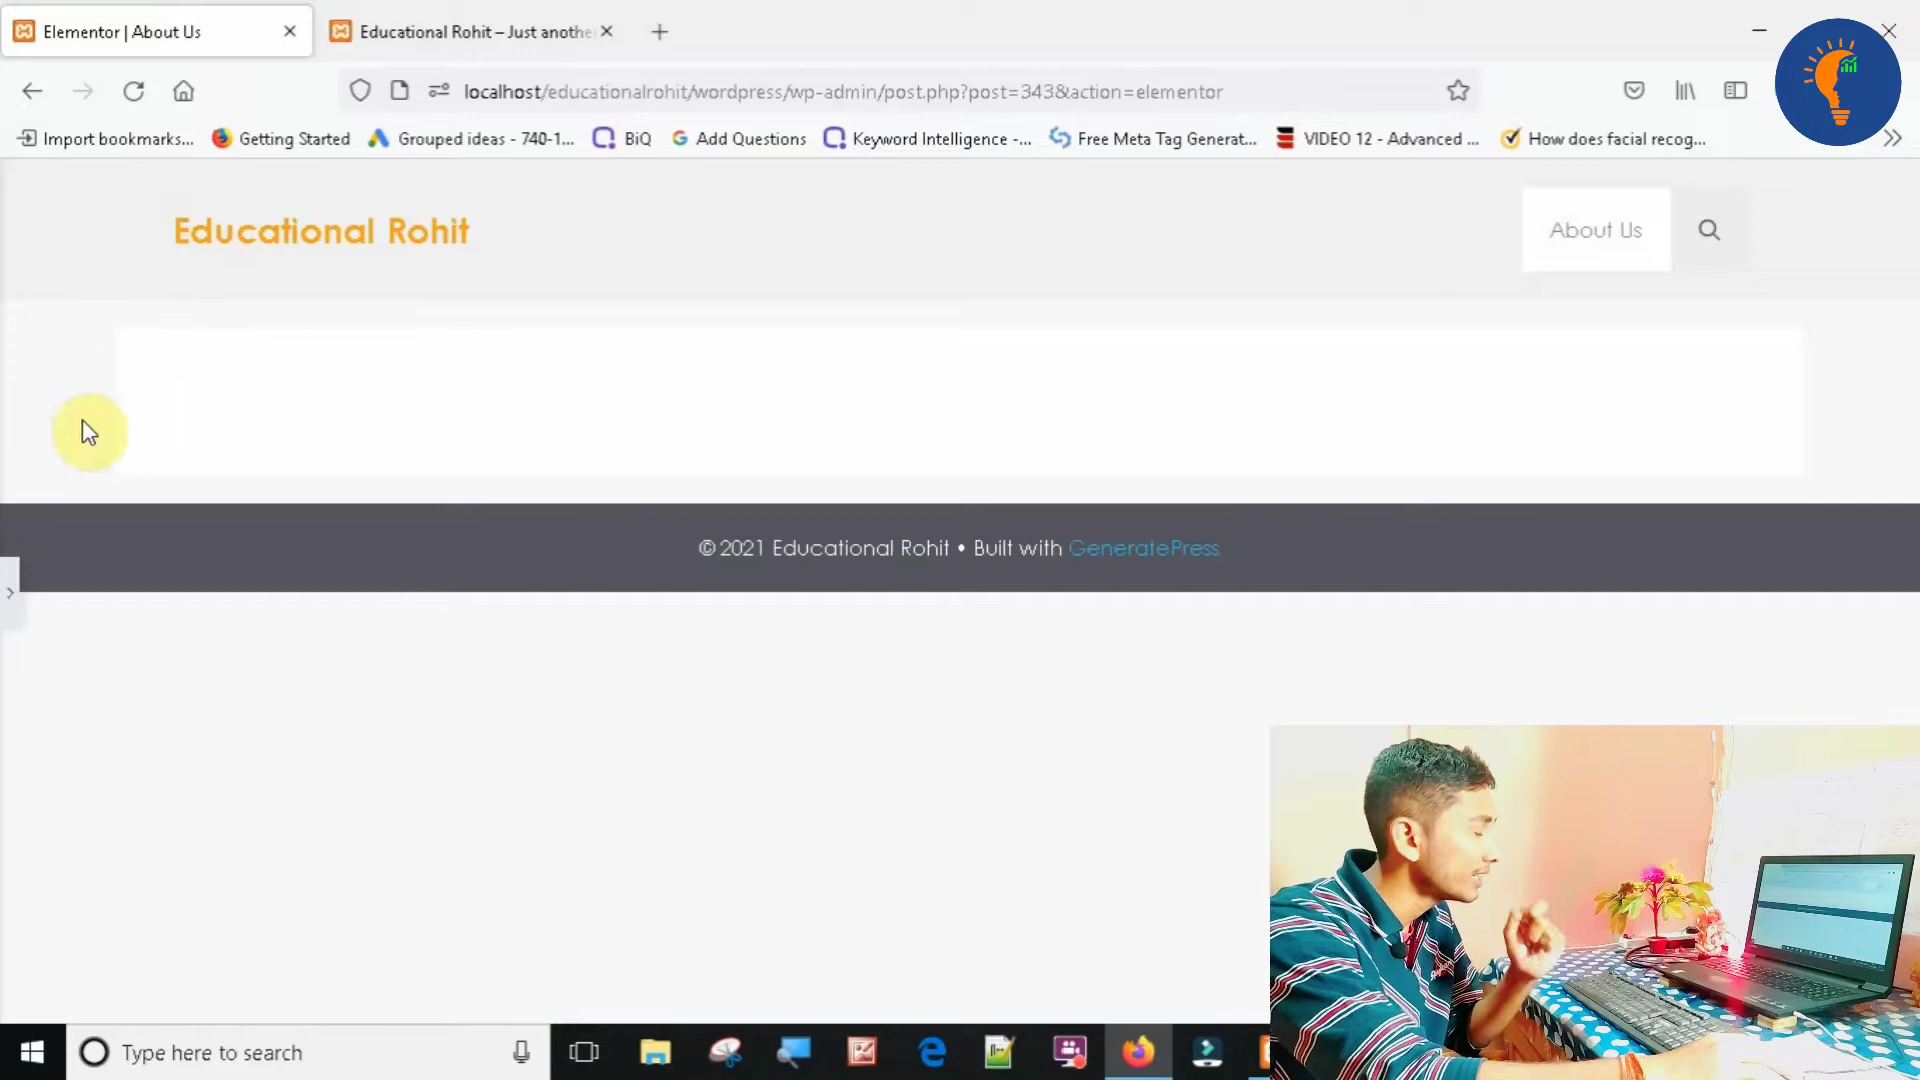 Elementor | About Us
Educational Rohit – Just anothe
localhost/educationalrohit/wordpress/wp-admin/post.php?post=343&action=elementor
Import bookmarks...
Getting Started
Grouped ideas - 740-1...
BiQ
Add Questions
Keyword Intelligence -...
Free Meta Tag Generat...
VIDEO 12 - Advanced ...
How does facial recog...
Educational Rohit
About Us
© 2021 Educational Rohit • Built with GeneratePress
Type here to search